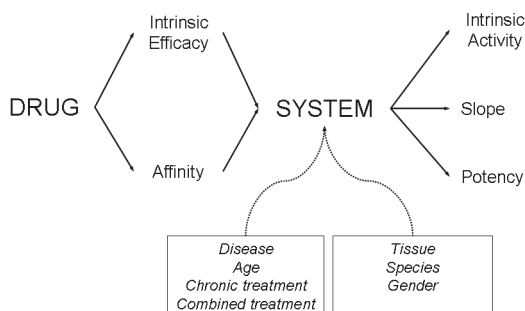 Intrinsic
Efficacy
Intrinsic
Activity
DRUG
SYSTEM
Slope
Affinity
Potency
Disease
Age
Chronic treatment
Combined treatment
Tissue
Species
Gender